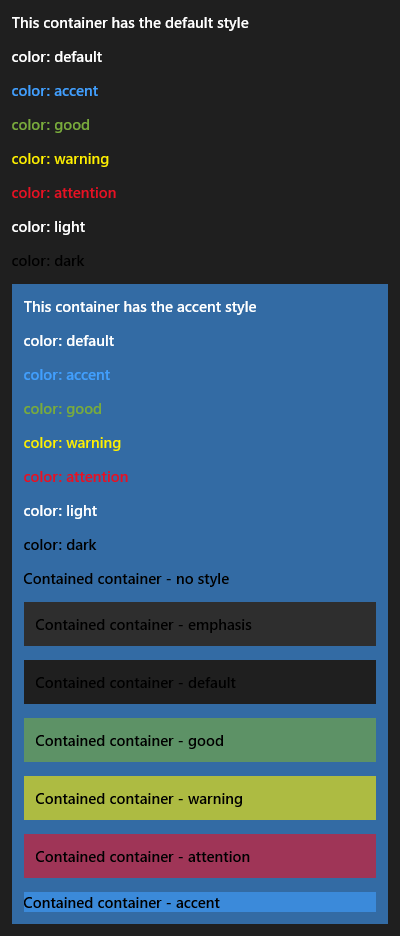 This container has the default style
color: default
color: accent
color: good
color: warning
color: attention
color: light
color: dark
This container has the accent style
color: default
color: accent
color: good
color: warning
color: attention
color: light
color: dark
Contained container - no style
Contained container - emphasis
Contained container - default
Contained container - good
Contained container - warning
Contained container - attention
Contained container - accent